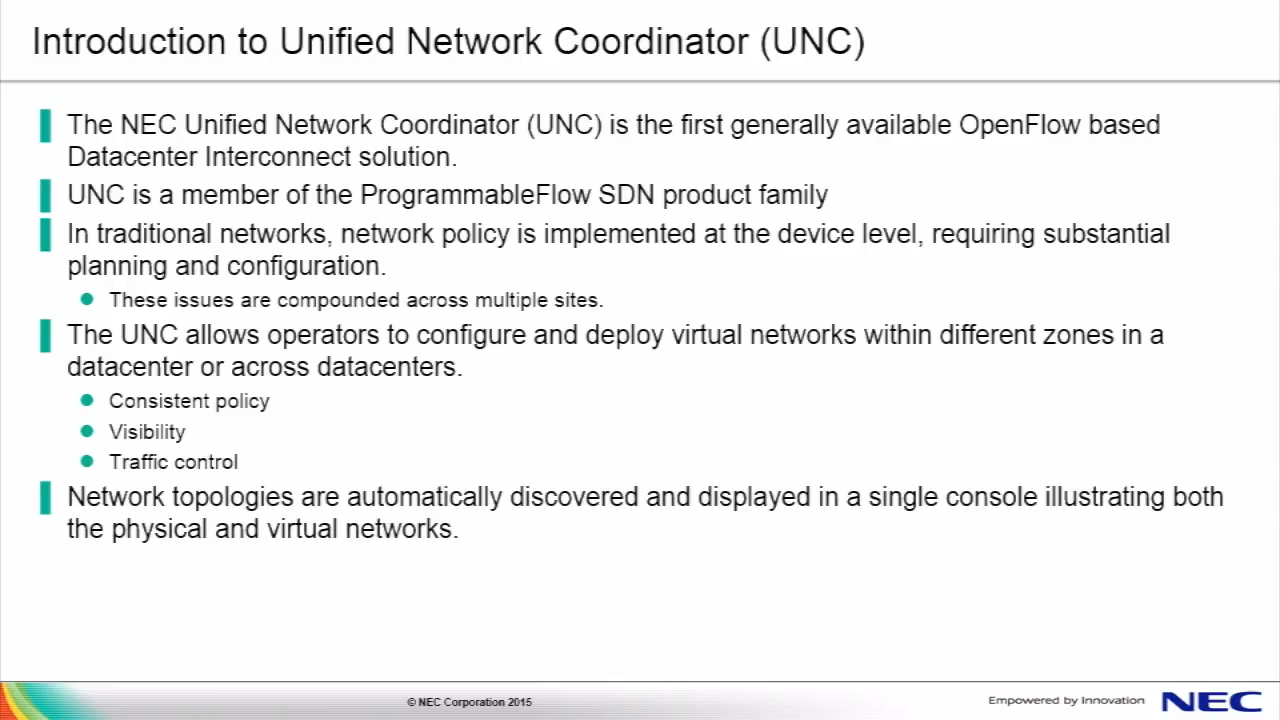 Introduction to Unified Network Coordinator (UNC)
The NEC Unified Network Coordinator (UNC) is the first generally available OpenFlow based
Datacenter Interconnect solution.
UNC is a member of the ProgrammableFlow SDN product family
In traditional networks, network policy is implemented at the device level, requiring substantial
planning and configuration.
These issues are compounded across multiple sites.
The UNC allows operators to configure and deploy virtual networks within different zones in a
datacenter or across datacenters.
Consistent policy
Visibility
Traffic control
Network topologies are automatically discovered and displayed in a single console illustrating both
the physical and virtual networks.
© NEC Corporation 2015
Empowered by Innovation
NEC